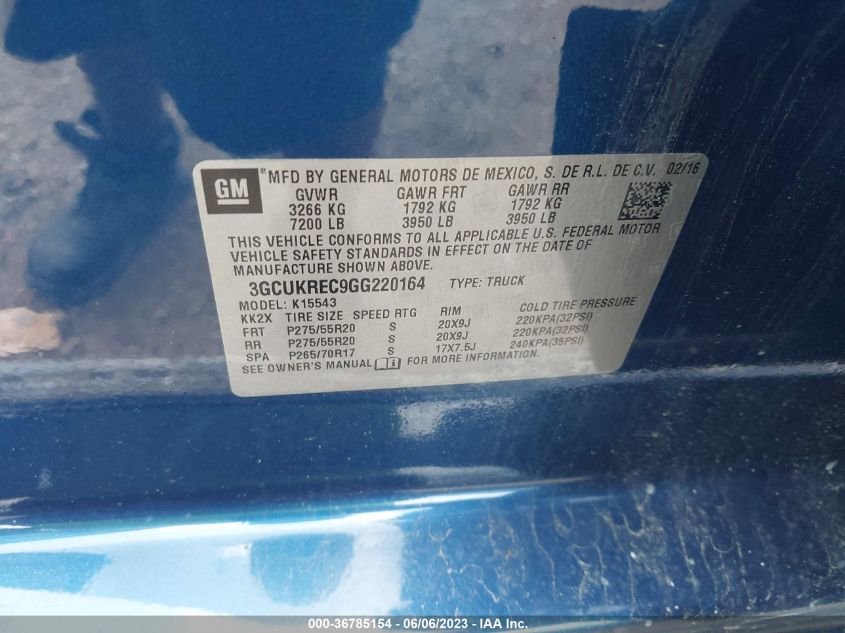 GM ® MFD BY GENERAL MOTORS DE MEXICO, S. DE R.L. DE C.V. 02/16
GVWR GAWR FRT GAWR RR
3266 KG 1792 KG 1792 KG
7200 LB 3950 LB 3950 LB
THIS VEHICLE CONFORMS TO ALL APPLICABLE U.S. FEDERAL MOTOR
VEHICLE SAFETY STANDARDS IN EFFECT ON THE DATE OF
MANUFACTURE SHOWN ABOVE.
3GCUKREC9GG220164 TYPE: TRUCK
MODEL: K15543
KK2X TIRE SIZE SPEED RTG RIM COLD TIRE PRESSURE
FRT P275/55R20 S 20X9J 220KPA(32PSI)
RR P275/55R20 S 20X9J 220KPA(32PSI)
SPA P265/70R17 S 17X7.5J 240KPA(35PSI)
SEE OWNER'S MANUAL FOR MORE INFORMATION.
000-36785154 - 06/06/2023 - IAA Inc.